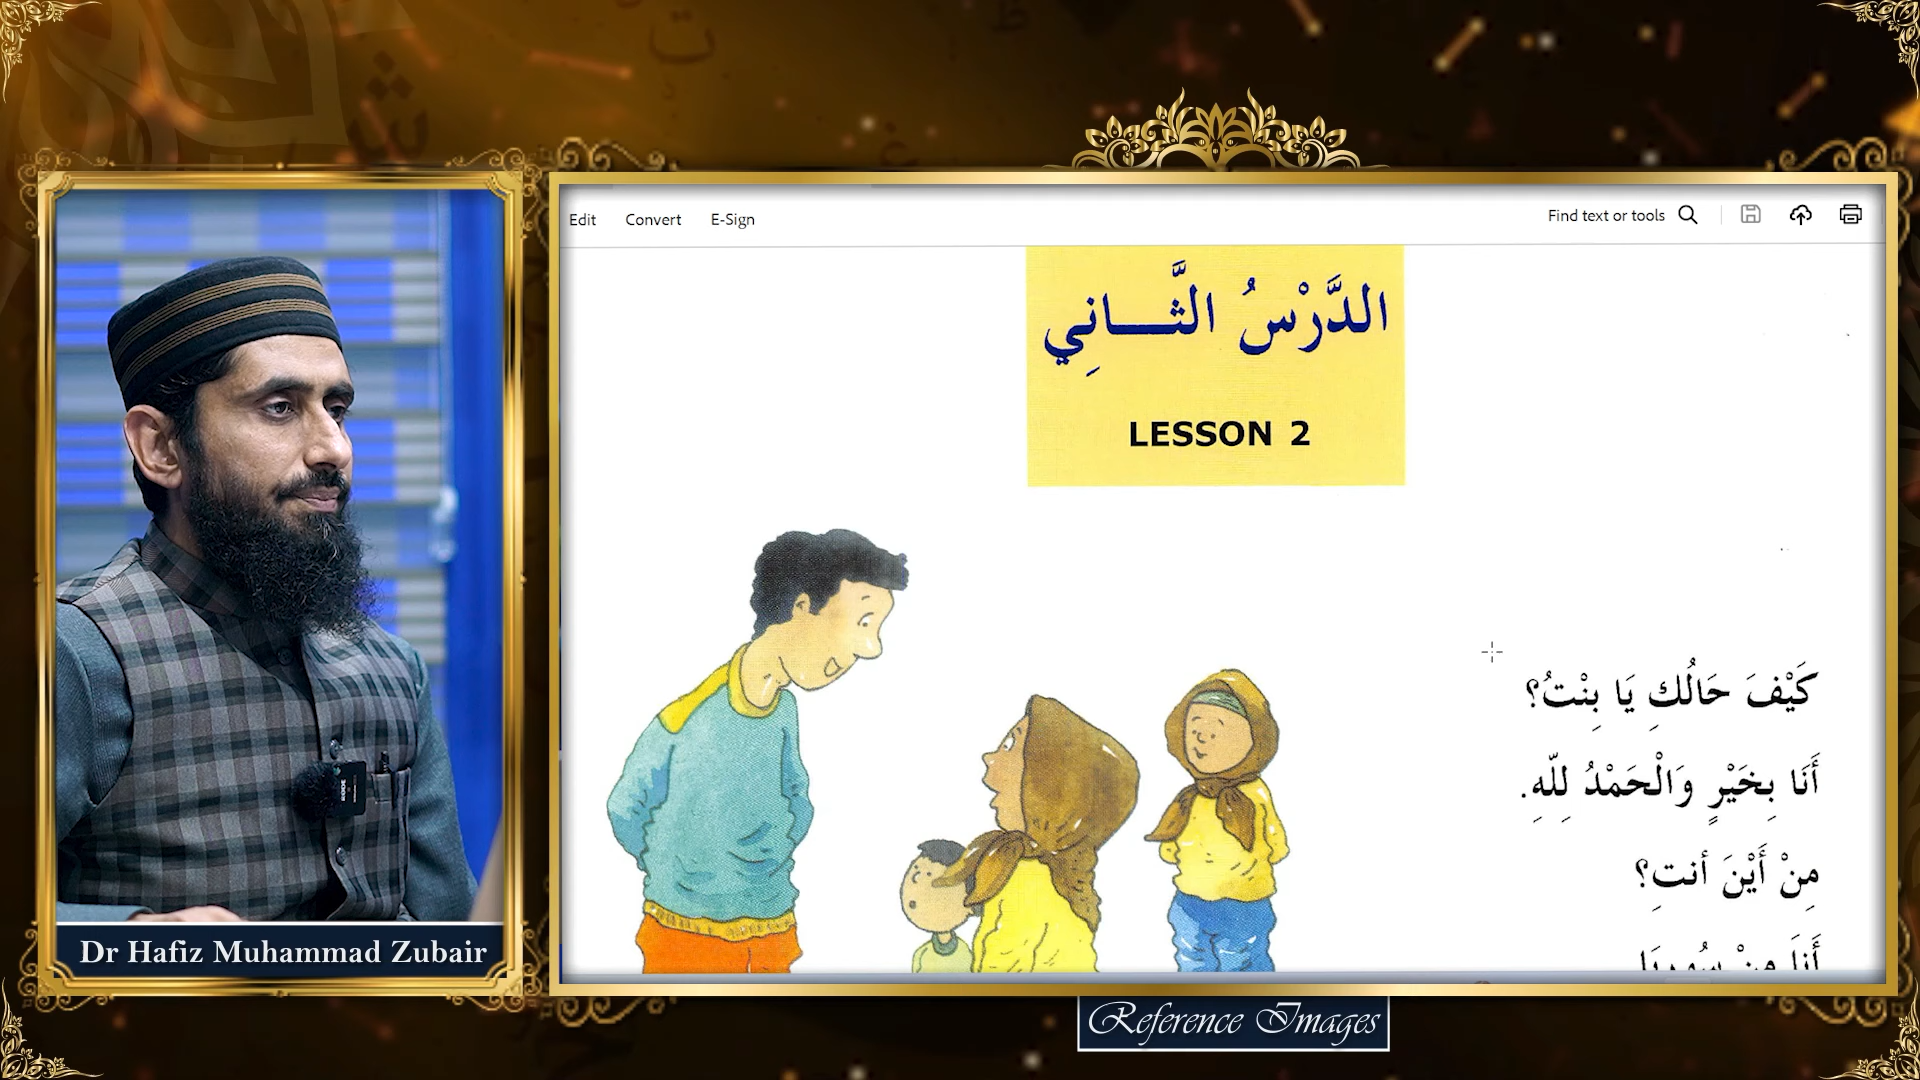 Edit Convert E-Sign Find text or tools
الدَّرْسُ الثَّـــانِي
LESSON 2
كَيْفَ حَالُكِ يَا بِنْتُ؟
أَنَا بِخَيْرٍ وَالْحَمْدُ لِلّهِ.
مِنْ أَيْنَ أنتِ؟
أَنَا مِنْ سُورِيَا
Dr Hafiz Muhammad Zubair
Reference Images